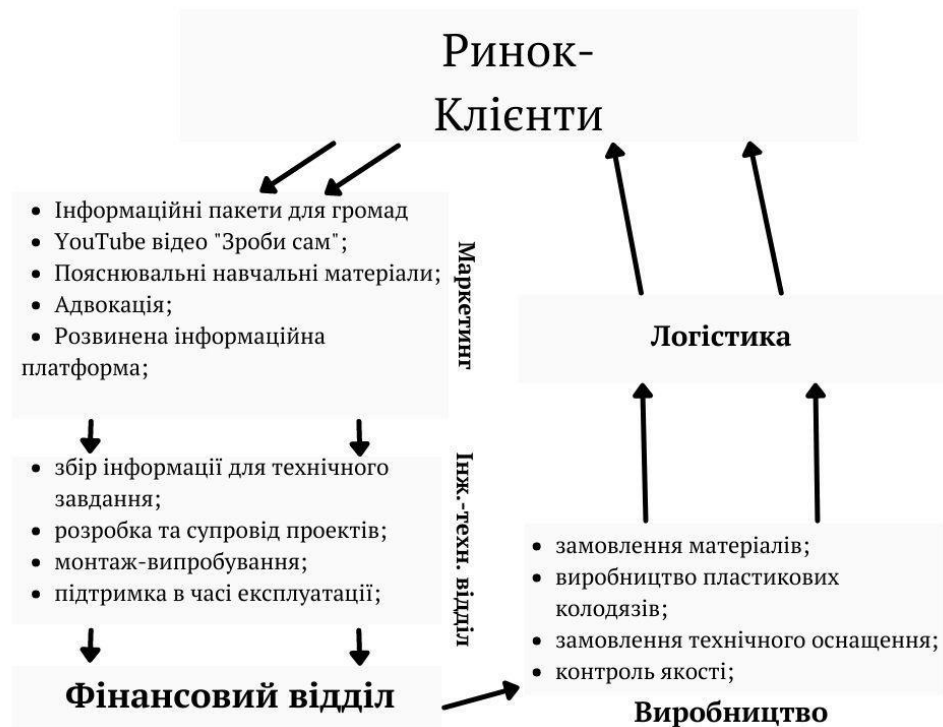 Ринок-
Клієнти
• Інформаційні пакети для громад
• YouTube відео "Зроби сам";
• Пояснювальні навчальні матеріали;
• Адвокація;
• Розвинена інформаційна
платформа;
Маркетинг
• збір інформації для технічного
завдання;
• розробка та супровід проектів;
• монтаж-випробування;
• підтримка в часі експлуатації;
Інж.-техн. відділ
Фінансовий відділ
Логістика
• замовлення матеріалів;
• виробництво пластикових
колодязів;
• замовлення технічного оснащення;
• контроль якості;
Виробництво